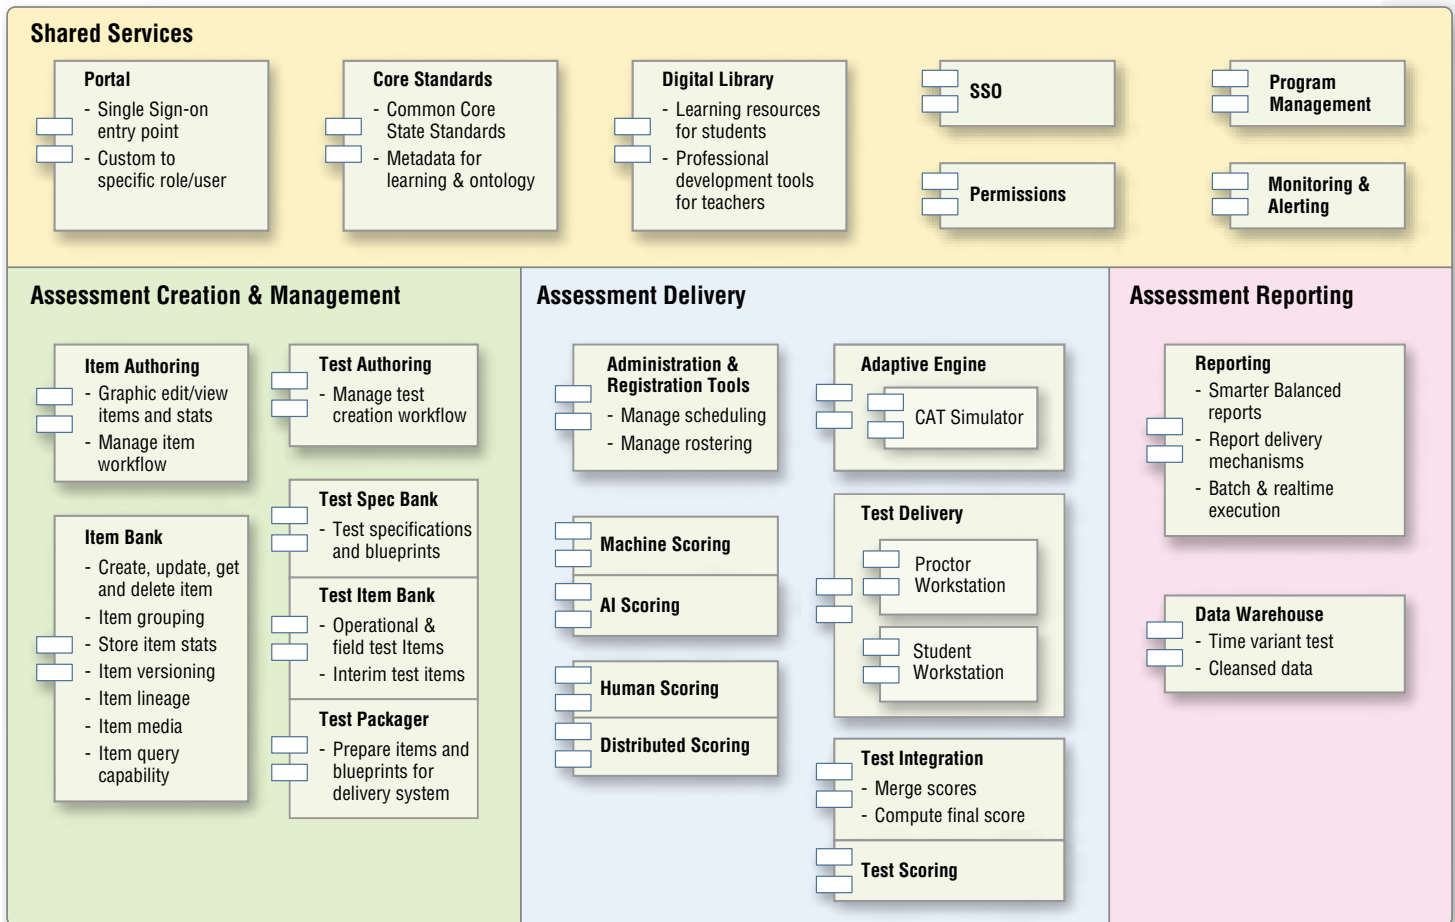 Shared Services
Portal
- Single Sign-on
entry point
- Custom to
specific role/user
Core Standards
- Common Core
State Standards
- Metadata for
learning & ontology
Digital Library
- Learning resources
for students
- Professional
development tools
for teachers
SSO
Permissions
Program
Management
Monitoring &
Alerting
Assessment Creation & Management
Item Authoring
- Graphic edit/view
items and stats
- Manage item
workflow
Item Bank
- Create, update, get
and delete item
- Item grouping
- Store item stats
- Item versioning
- Item lineage
- Item media
- Item query
capability
Test Authoring
- Manage test
creation workflow
Test Spec Bank
- Test specifications
and blueprints
Test Item Bank
- Operational &
field test Items
- Interim test items
Test Packager
- Prepare items and
blueprints for
delivery system
Assessment Delivery
Administration &
Registration Tools
- Manage scheduling
- Manage rostering
Machine Scoring
AI Scoring
Human Scoring
Distributed Scoring
Adaptive Engine
CAT Simulator
Test Delivery
Proctor
Workstation
Student
Workstation
Test Integration
- Merge scores
- Compute final score
Test Scoring
Assessment Reporting
Reporting
- Smarter Balanced
reports
- Report delivery
mechanisms
- Batch & realtime
execution
Data Warehouse
- Time variant test
- Cleansed data